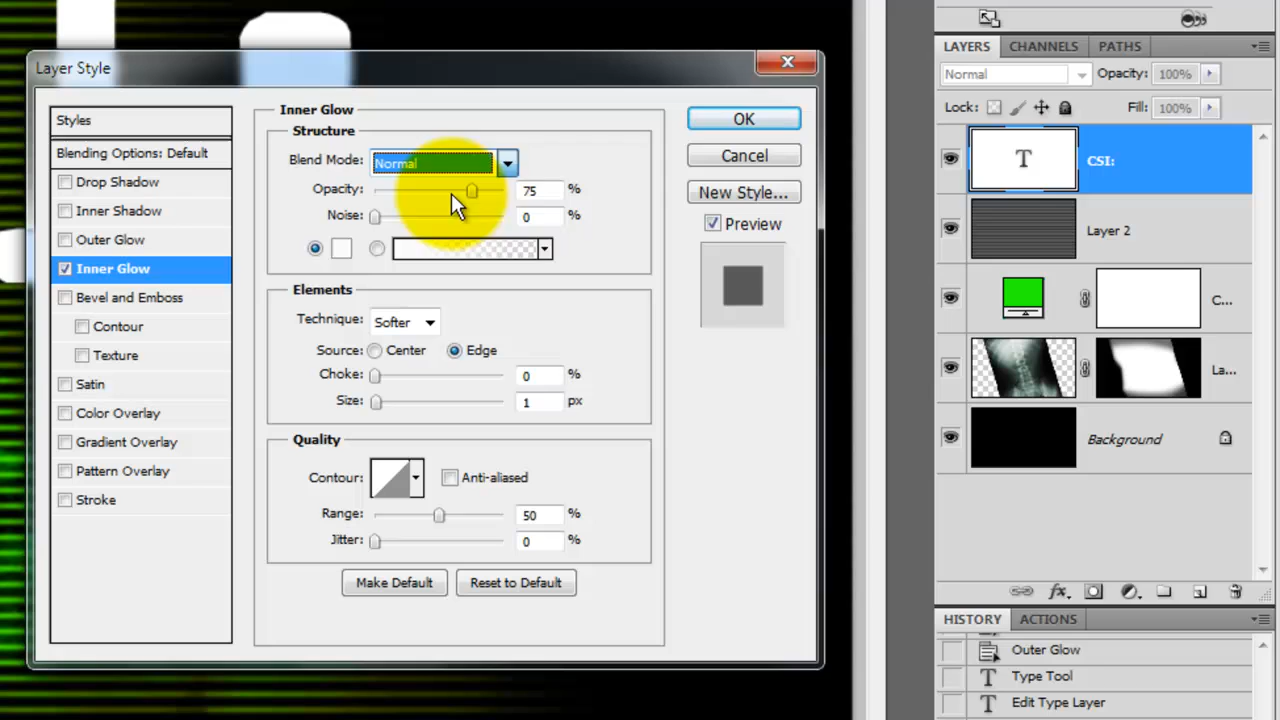 Layer Style
Styles
Blending Options: Default
Drop Shadow
Inner Shadow
Outer Glow
Inner Glow
Bevel and Emboss
Contour
Texture
Satin
Color Overlay
Gradient Overlay
Pattern Overlay
Stroke
Inner Glow
Structure
Blend Mode: Normal
Opacity: 75 %
Noise: 0 %
Elements
Technique: Softer
Source: Center Edge
Choke: 0 %
Size: 1 px
Quality
Contour: Anti-aliased
Range: 50 %
Jitter: 0 %
Make Default Reset to Default
OK
Cancel
New Style...
Preview
LAYERS CHANNELS PATHS
Normal Opacity: 100%
Lock: Fill: 100%
T CSI:
Layer 2
C...
La...
Background
fx
HISTORY ACTIONS
Outer Glow
T Type Tool
T Edit Type Layer